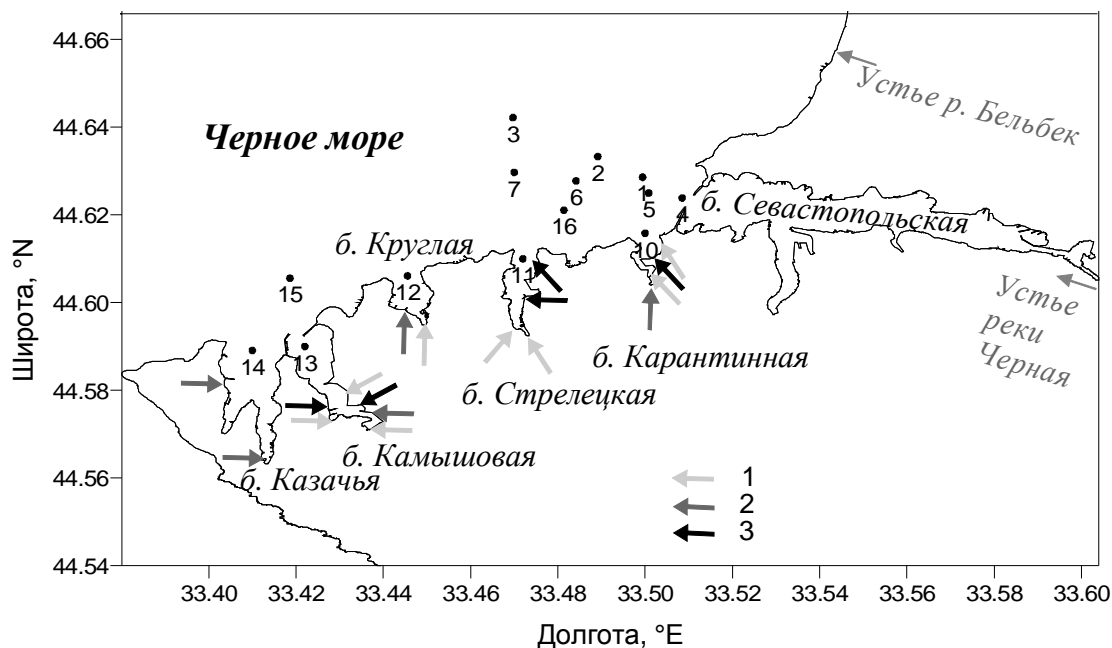 44.66
44.64
44.62
44.60
44.58
44.56
44.54
Широта, °N
Черное море
Устье р. Бельбек
3
7
2
6
16
1
5
4
б. Севастопольская
10
б. Круглая
11
12
15
13
14
Устье
реки
Черная
б. Карантинная
б. Стрелецкая
б. Камышовая
б. Казачья
1
2
3
33.40
33.42
33.44
33.46
33.48
33.50
33.52
33.54
33.56
33.58
33.60
Долгота, °E